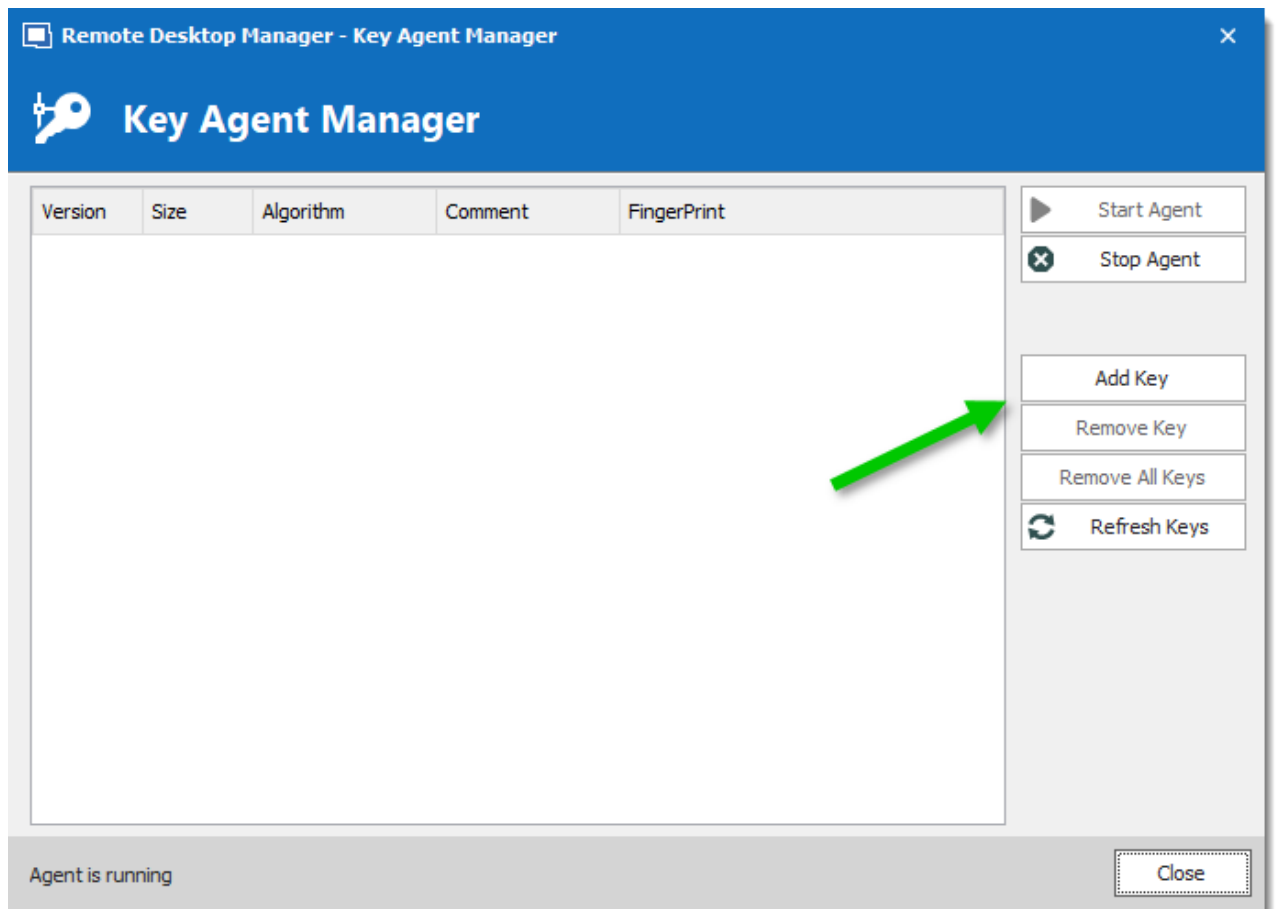 Remote Desktop Manager - Key Agent Manager
Key Agent Manager
Version Size Algorithm Comment FingerPrint
Start Agent
Stop Agent
Add Key
Remove Key
Remove All Keys
Refresh Keys
Agent is running
Close